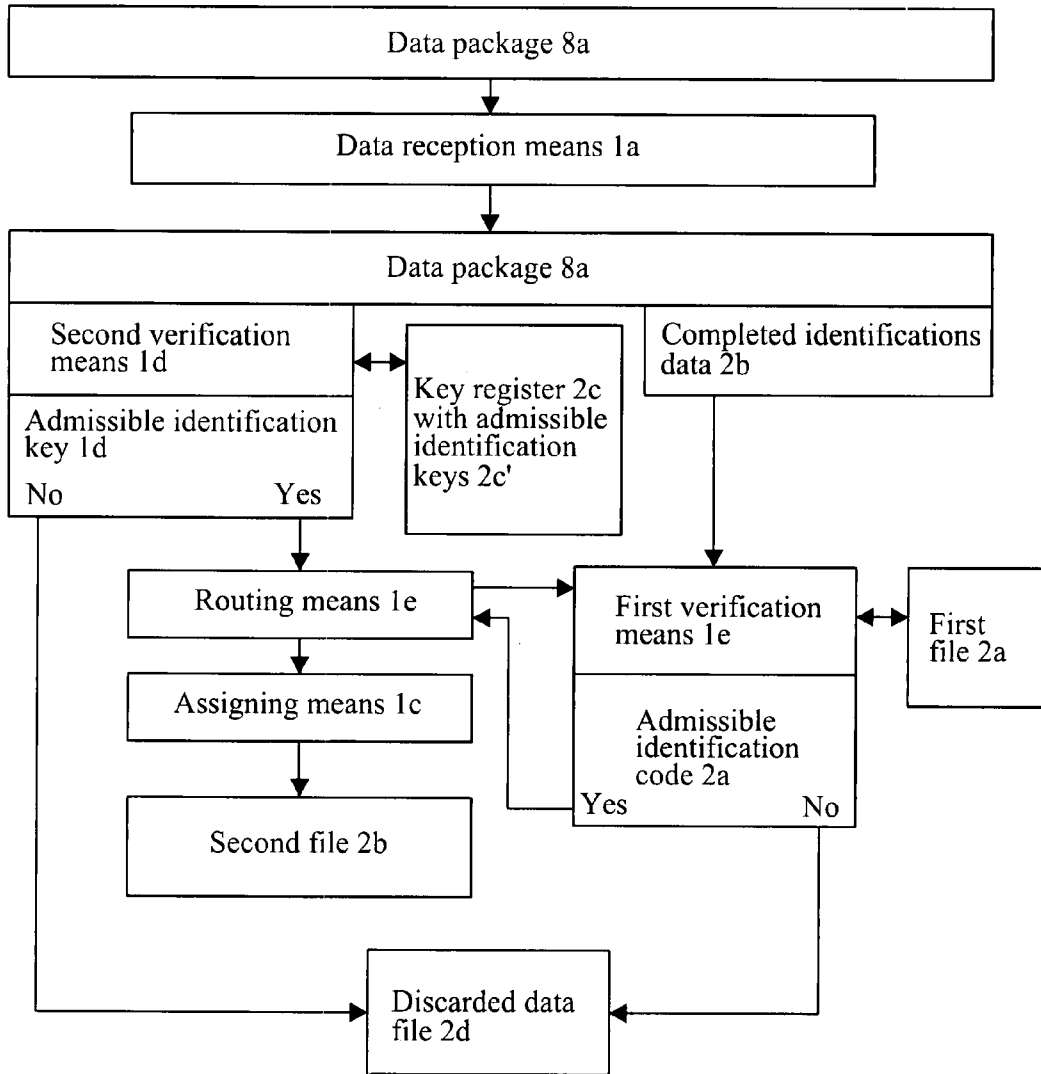 Data package 8a
Data reception means 1a
Data package 8a
Second verification
means 1d
Completed identifications
data 2b
Key register 2c
with admissible
identification
keys 2c'
Admissible identification
key 1d
No
Yes
Routing means 1e
First verification
means 1e
First
file 2a
Assigning means 1c
Admissible
identification
code 2a
Yes
No
Second file 2b
Discarded data
file 2d